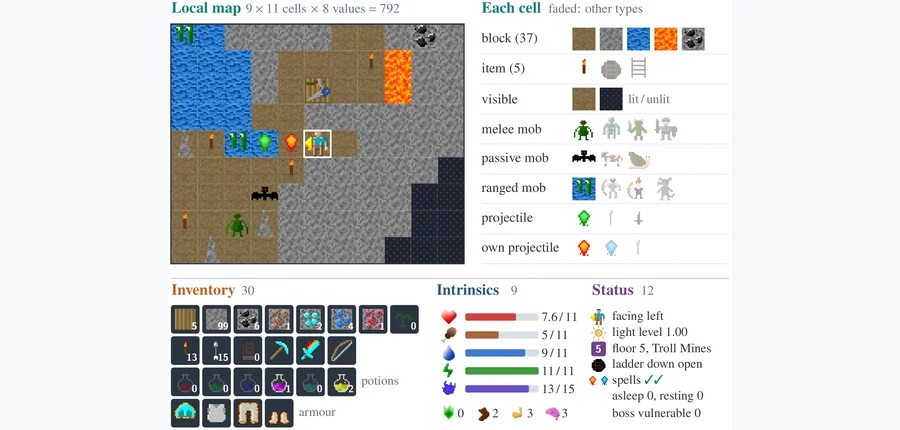 Local map 9 × 11 cells × 8 values = 792
Each cell faded: other types
block (37)
item (5)
visible lit / unlit
melee mob
passive mob
ranged mob
projectile
own projectile
Inventory 30
5 99 6 1 2 4 1 0
13 15 0
0 0 0 1 0 2 potions
armour
Intrinsics 9
7.6 / 11
5 / 11
9 / 11
11 / 11
13 / 15
0 2 3 3
Status 12
facing left
light level 1.00
5 floor 5, Troll Mines
ladder down open
spells ✓✓
asleep 0, resting 0
boss vulnerable 0